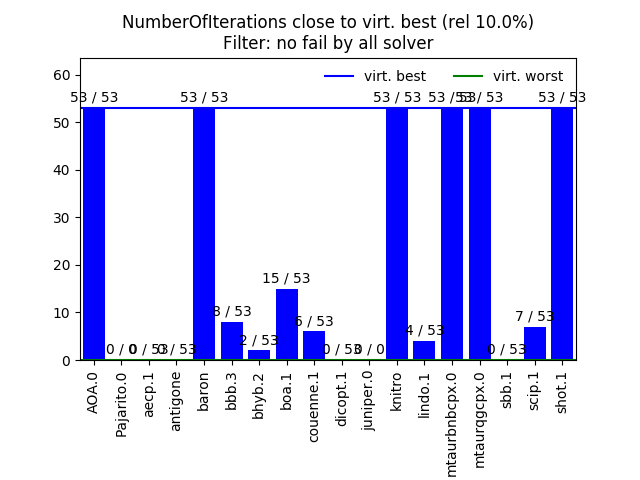 NumberOfIterations close to virt. best (rel 10.0%)
Filter: no fail by all solver
virt. best
virt. worst
60
50
40
30
20
10
0
53 / 53
0 / 0
0 / 53
0 / 53
53 / 53
8 / 53
2 / 53
15 / 53
6 / 53
0 / 53
0 / 0
53 / 53
4 / 53
53 / 53
53 / 53
0 / 53
7 / 53
53 / 53
AOA.0
Pajarito.0
aecp.1
antigone
baron
bbb.3
bhyb.2
boa.1
couenne.1
dicopt.1
juniper.0
knitro
lindo.1
mtaurbnbcpx.0
mtaurqgcpx.0
sbb.1
scip.1
shot.1